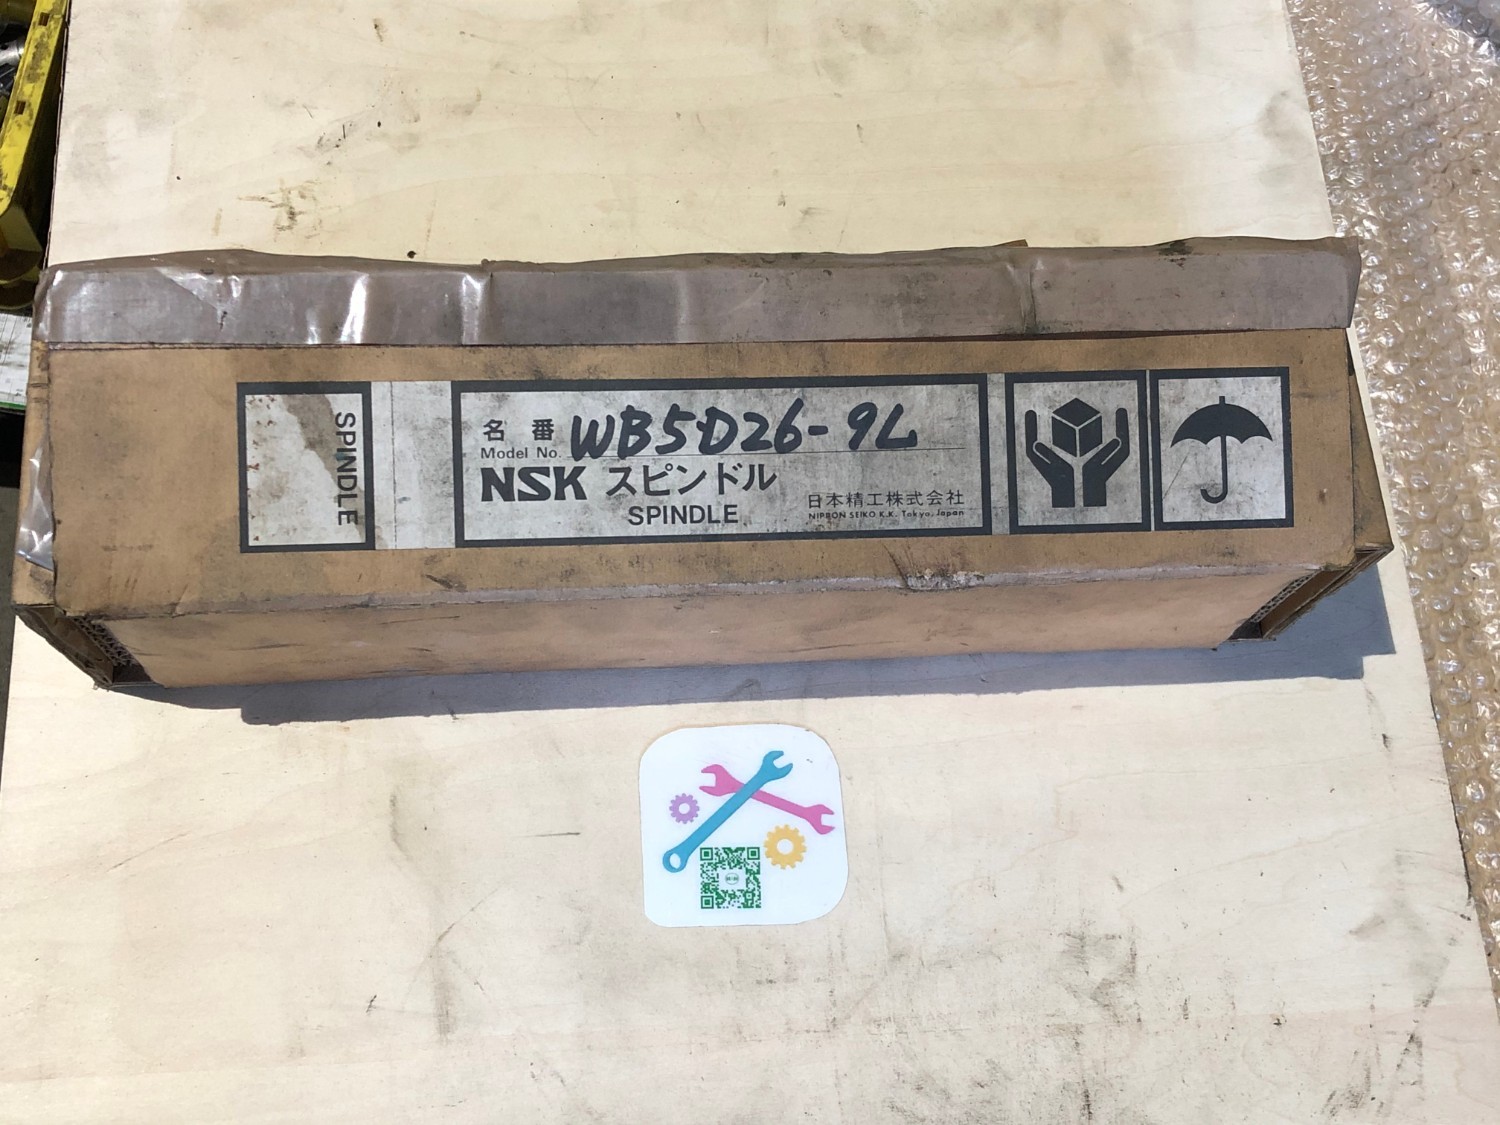 SPINDLE
名 番 WB5D26-9L
Model No.
NSK スピンドル
SPINDLE
日本精工株式会社
NIPPON SEIKO K.K. Tokyo, Japan